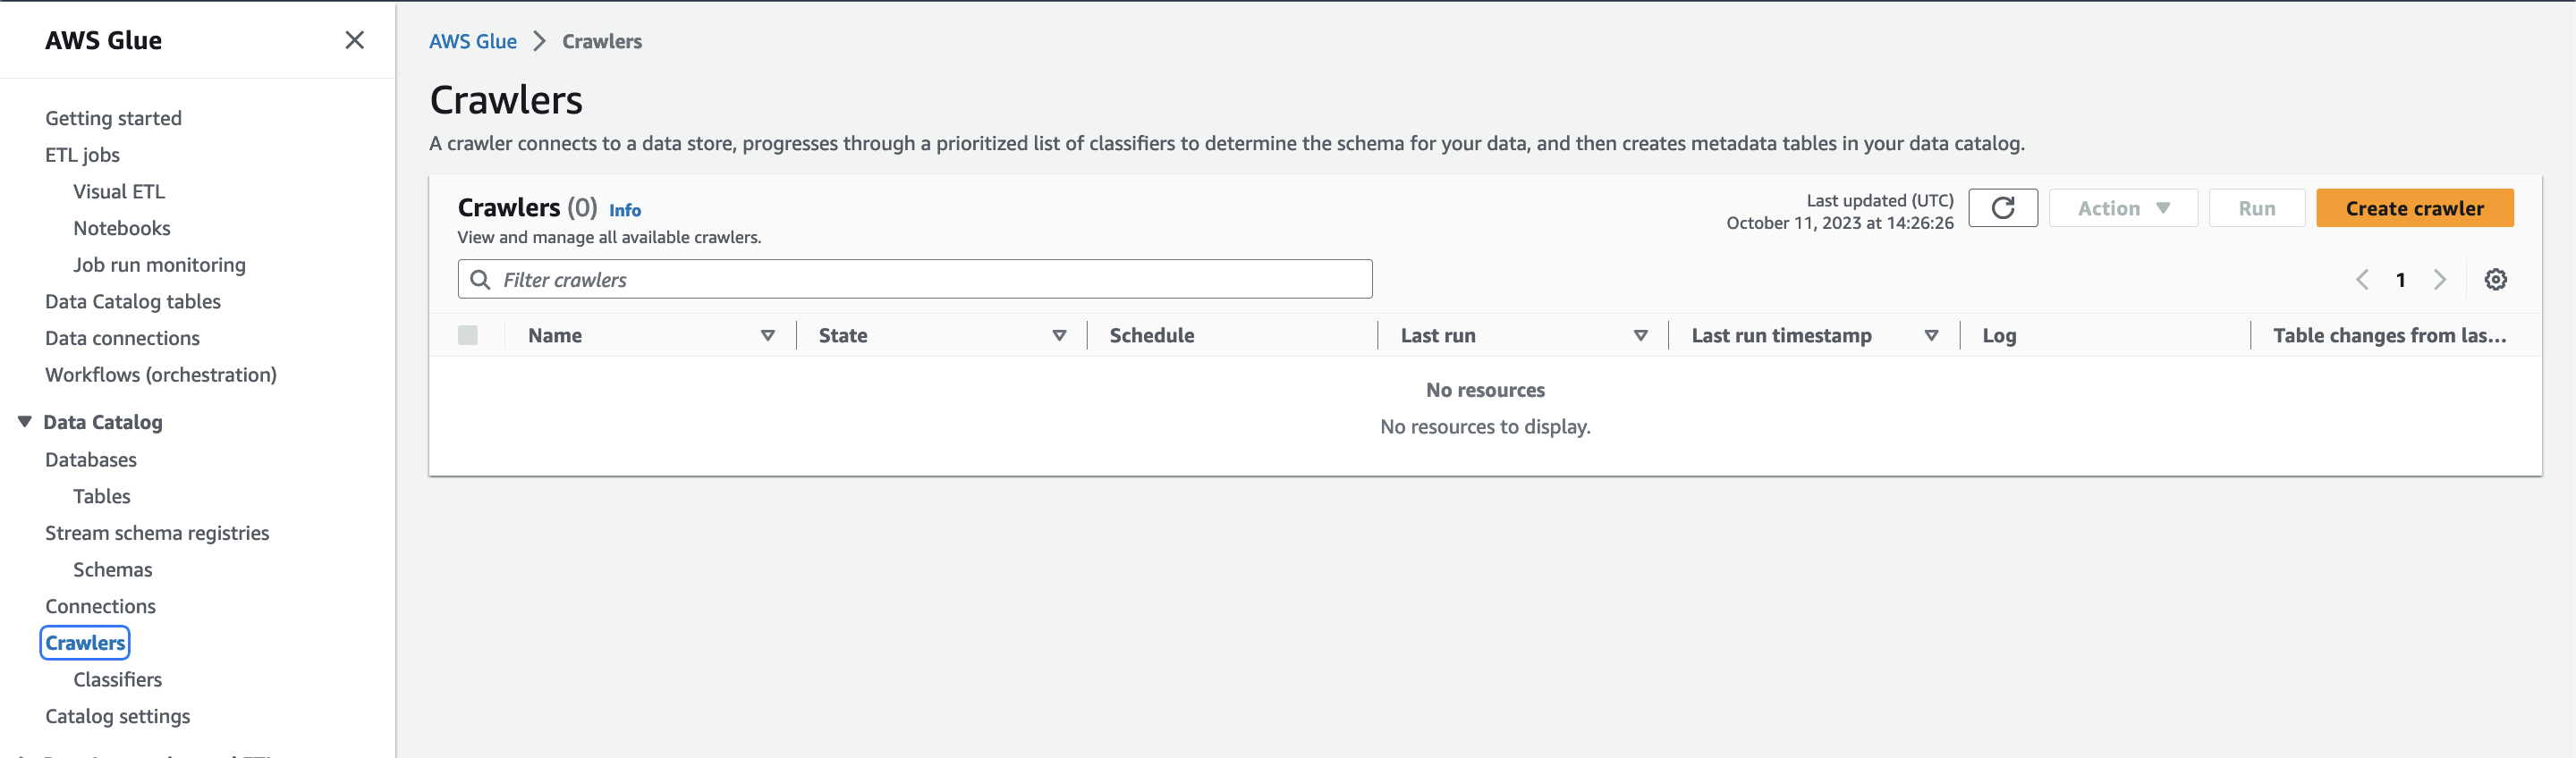 AWS Glue
Getting started
ETL jobs
Visual ETL
Notebooks
Job run monitoring
Data Catalog tables
Data connections
Workflows (orchestration)
Data Catalog
Databases
Tables
Stream schema registries
Schemas
Connections
Crawlers
Classifiers
Catalog settings
AWS Glue > Crawlers
Crawlers
A crawler connects to a data store, progresses through a prioritized list of classifiers to determine the schema for your data, and then creates metadata tables in your data catalog.
Crawlers (0) Info
View and manage all available crawlers.
Last updated (UTC)
October 11, 2023 at 14:26:26
Action Run Create crawler
Filter crawlers
1
Name State Schedule Last run Last run timestamp Log Table changes from las...
No resources
No resources to display.